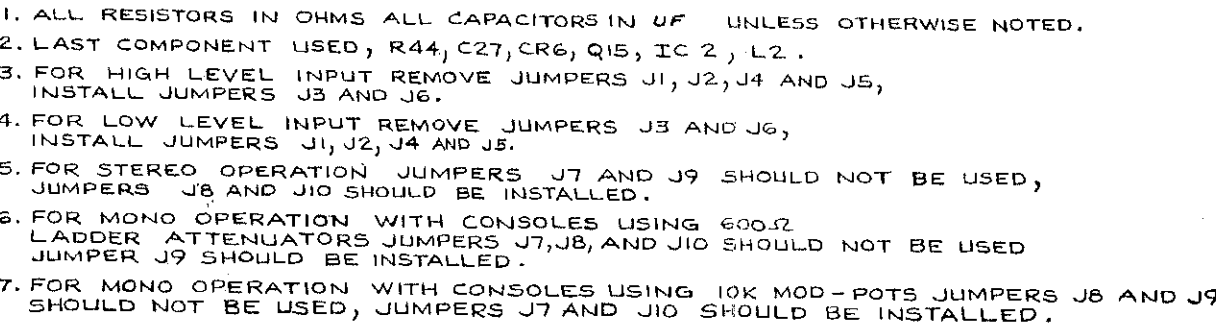 1. ALL RESISTORS IN OHMS ALL CAPACITORS IN UF UNLESS OTHERWISE NOTED.
2. LAST COMPONENT USED, R44, C27, CR6, Q15, IC 2, L2.
3. FOR HIGH LEVEL INPUT REMOVE JUMPERS J1, J2, J4 AND J5,
INSTALL JUMPERS J3 AND J6.
4. FOR LOW LEVEL INPUT REMOVE JUMPERS J3 AND J6,
INSTALL JUMPERS J1, J2, J4 AND J5.
5. FOR STEREO OPERATION JUMPERS J7 AND J9 SHOULD NOT BE USED,
JUMPERS J8 AND J10 SHOULD BE INSTALLED.
6. FOR MONO OPERATION WITH CONSOLES USING 600Ω
LADDER ATTENUATORS JUMPERS J7, J8, AND J10 SHOULD NOT BE USED
JUMPER J9 SHOULD BE INSTALLED.
7. FOR MONO OPERATION WITH CONSOLES USING 10K MOD-POTS JUMPERS J8 AND J9
SHOULD NOT BE USED, JUMPERS J7 AND J10 SHOULD BE INSTALLED.